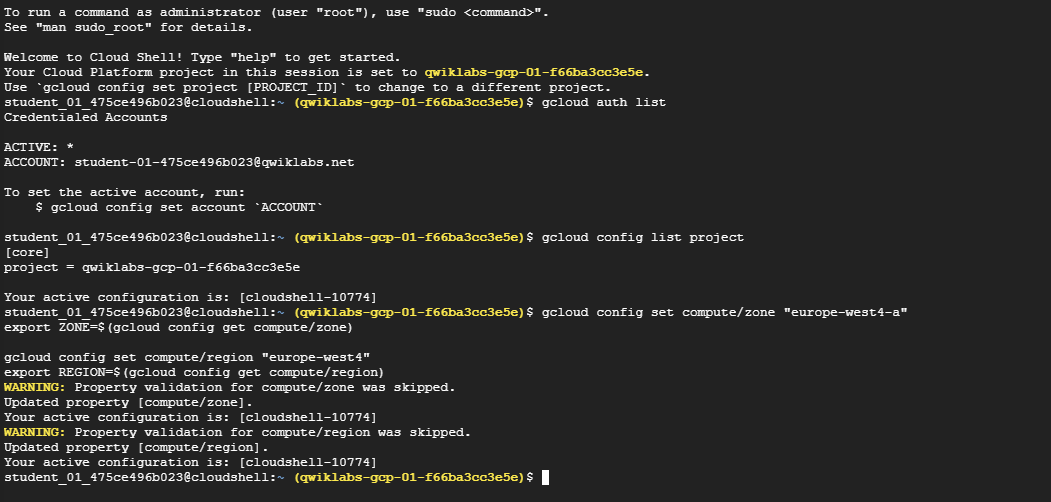 To run a command as administrator (user "root"), use "sudo <command>".
See "man sudo_root" for details.

Welcome to Cloud Shell! Type "help" to get started.
Your Cloud Platform project in this session is set to qwiklabs-gcp-01-f66ba3cc3e5e.
Use `gcloud config set project [PROJECT_ID]` to change to a different project.
student_01_475ce496b023@cloudshell:~ (qwiklabs-gcp-01-f66ba3cc3e5e)$ gcloud auth list
Credentialed Accounts

ACTIVE: *
ACCOUNT: student-01-475ce496b023@qwiklabs.net

To set the active account, run:
    $ gcloud config set account `ACCOUNT`

student_01_475ce496b023@cloudshell:~ (qwiklabs-gcp-01-f66ba3cc3e5e)$ gcloud config list project
[core]
project = qwiklabs-gcp-01-f66ba3cc3e5e

Your active configuration is: [cloudshell-10774]
student_01_475ce496b023@cloudshell:~ (qwiklabs-gcp-01-f66ba3cc3e5e)$ gcloud config set compute/zone "europe-west4-a"
export ZONE=$(gcloud config get compute/zone)

gcloud config set compute/region "europe-west4"
export REGION=$(gcloud config get compute/region)
WARNING: Property validation for compute/zone was skipped.
Updated property [compute/zone].
Your active configuration is: [cloudshell-10774]
WARNING: Property validation for compute/region was skipped.
Updated property [compute/region].
Your active configuration is: [cloudshell-10774]
student_01_475ce496b023@cloudshell:~ (qwiklabs-gcp-01-f66ba3cc3e5e)$